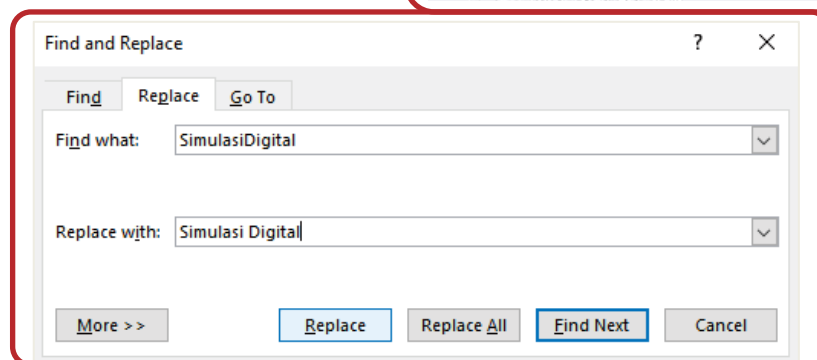 Find and Replace ? ×
Find Replace Go To
Find what: SimulasiDigital
Replace with: Simulasi Digital
More >> Replace Replace All Find Next Cancel